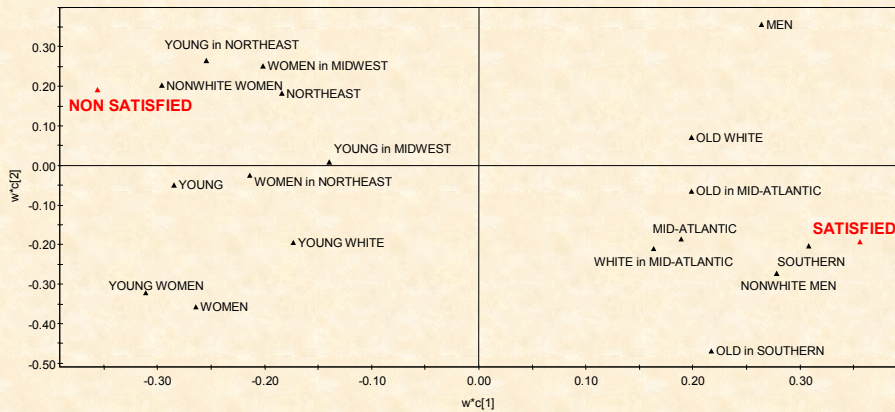 MEN
0.30
YOUNG in NORTHEAST
WOMEN in MIDWEST
0.20
NONWHITE WOMEN
NORTHEAST
NON SATISFIED
0.10
OLD WHITE
YOUNG in MIDWEST
0.00
w*c[2]
YOUNG
WOMEN in NORTHEAST
OLD in MID-ATLANTIC
-0.10
MID-ATLANTIC
SATISFIED
-0.20
YOUNG WHITE
WHITE in MID-ATLANTIC
SOUTHERN
-0.30
YOUNG WOMEN
NONWHITE MEN
WOMEN
-0.40
OLD in SOUTHERN
-0.50
-0.30 -0.20 -0.10 0.00 0.10 0.20 0.30
w*c[1]